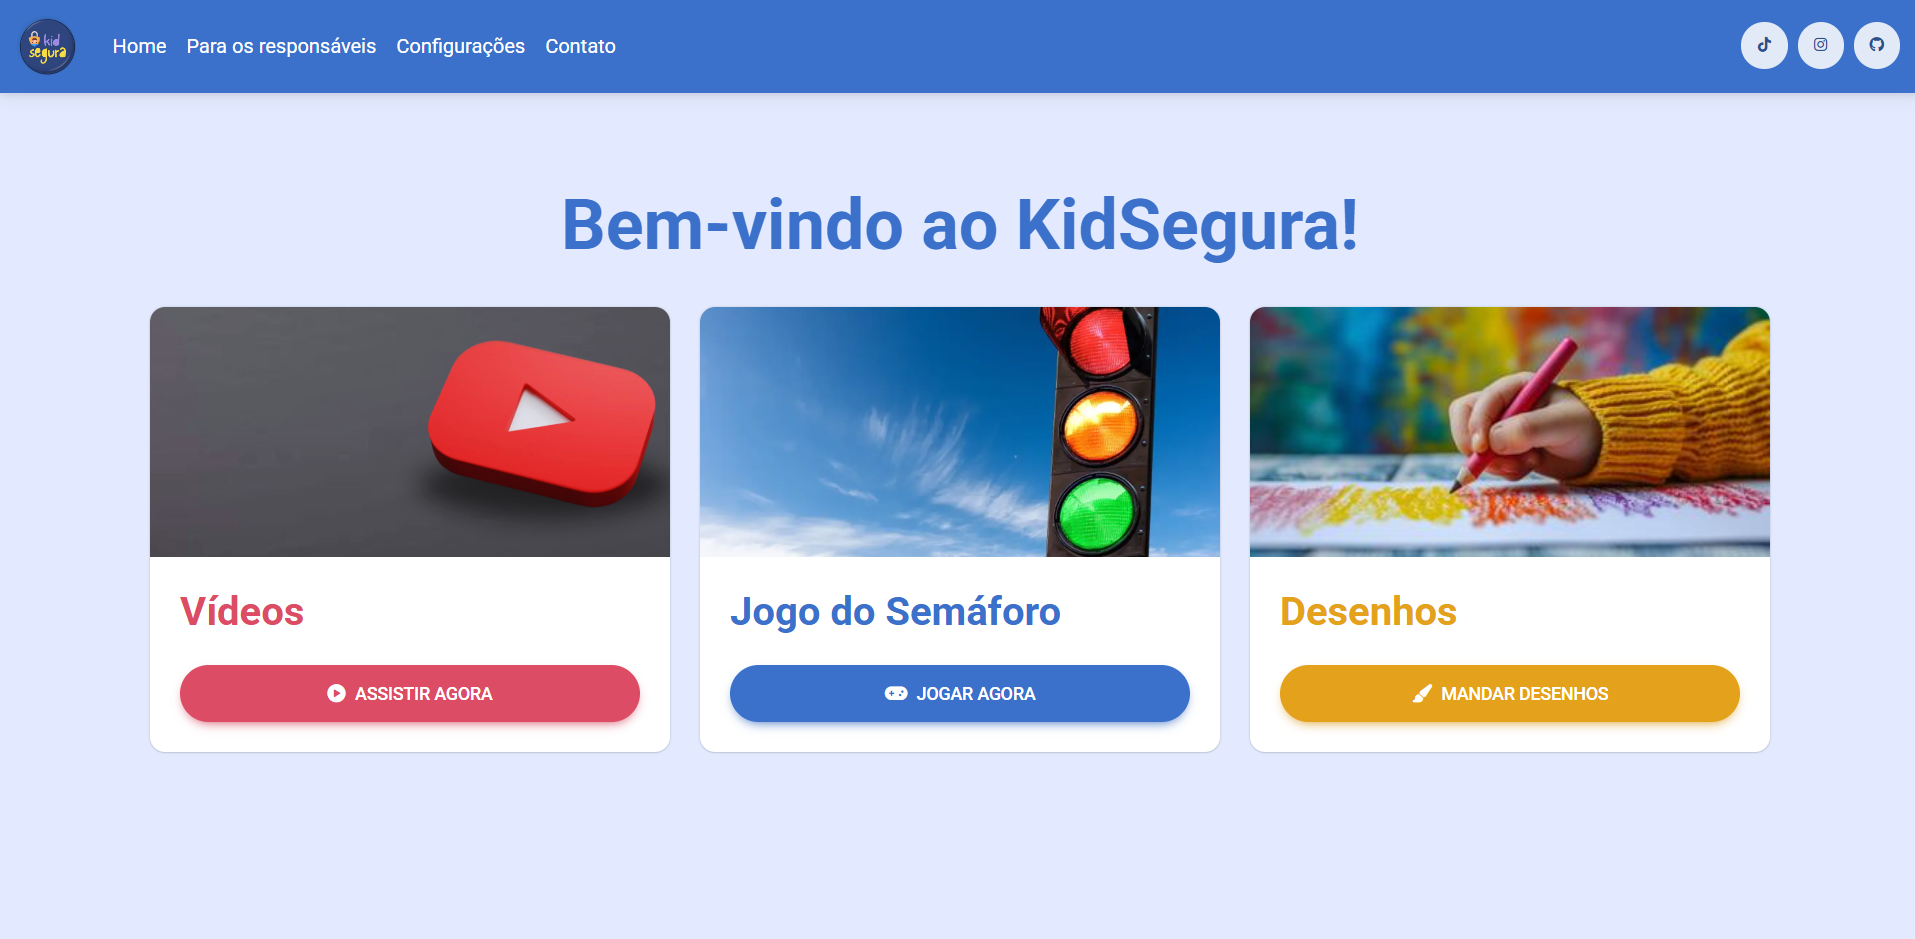 kid
segura
Home Para os responsáveis Configurações Contato
Bem-vindo ao KidSegura!
Vídeos
ASSISTIR AGORA
Jogo do Semáforo
JOGAR AGORA
Desenhos
MANDAR DESENHOS